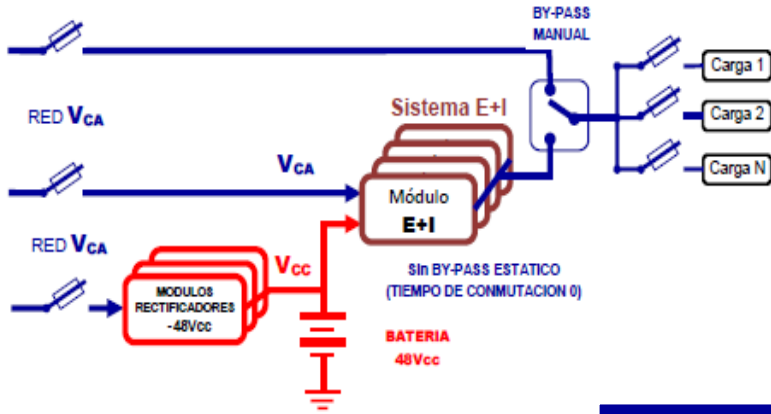 BY-PASS
MANUAL
Carga 1
Sistema E+I
RED VCA
Carga 2
VCA
Carga N
Módulo
E+I
RED VCA
VCC
Sin BY-PASS ESTATICO
(TIEMPO DE CONMUTACION 0)
MODULOS
RECTIFICADORES
-48Vcc
BATERIA
48Vcc